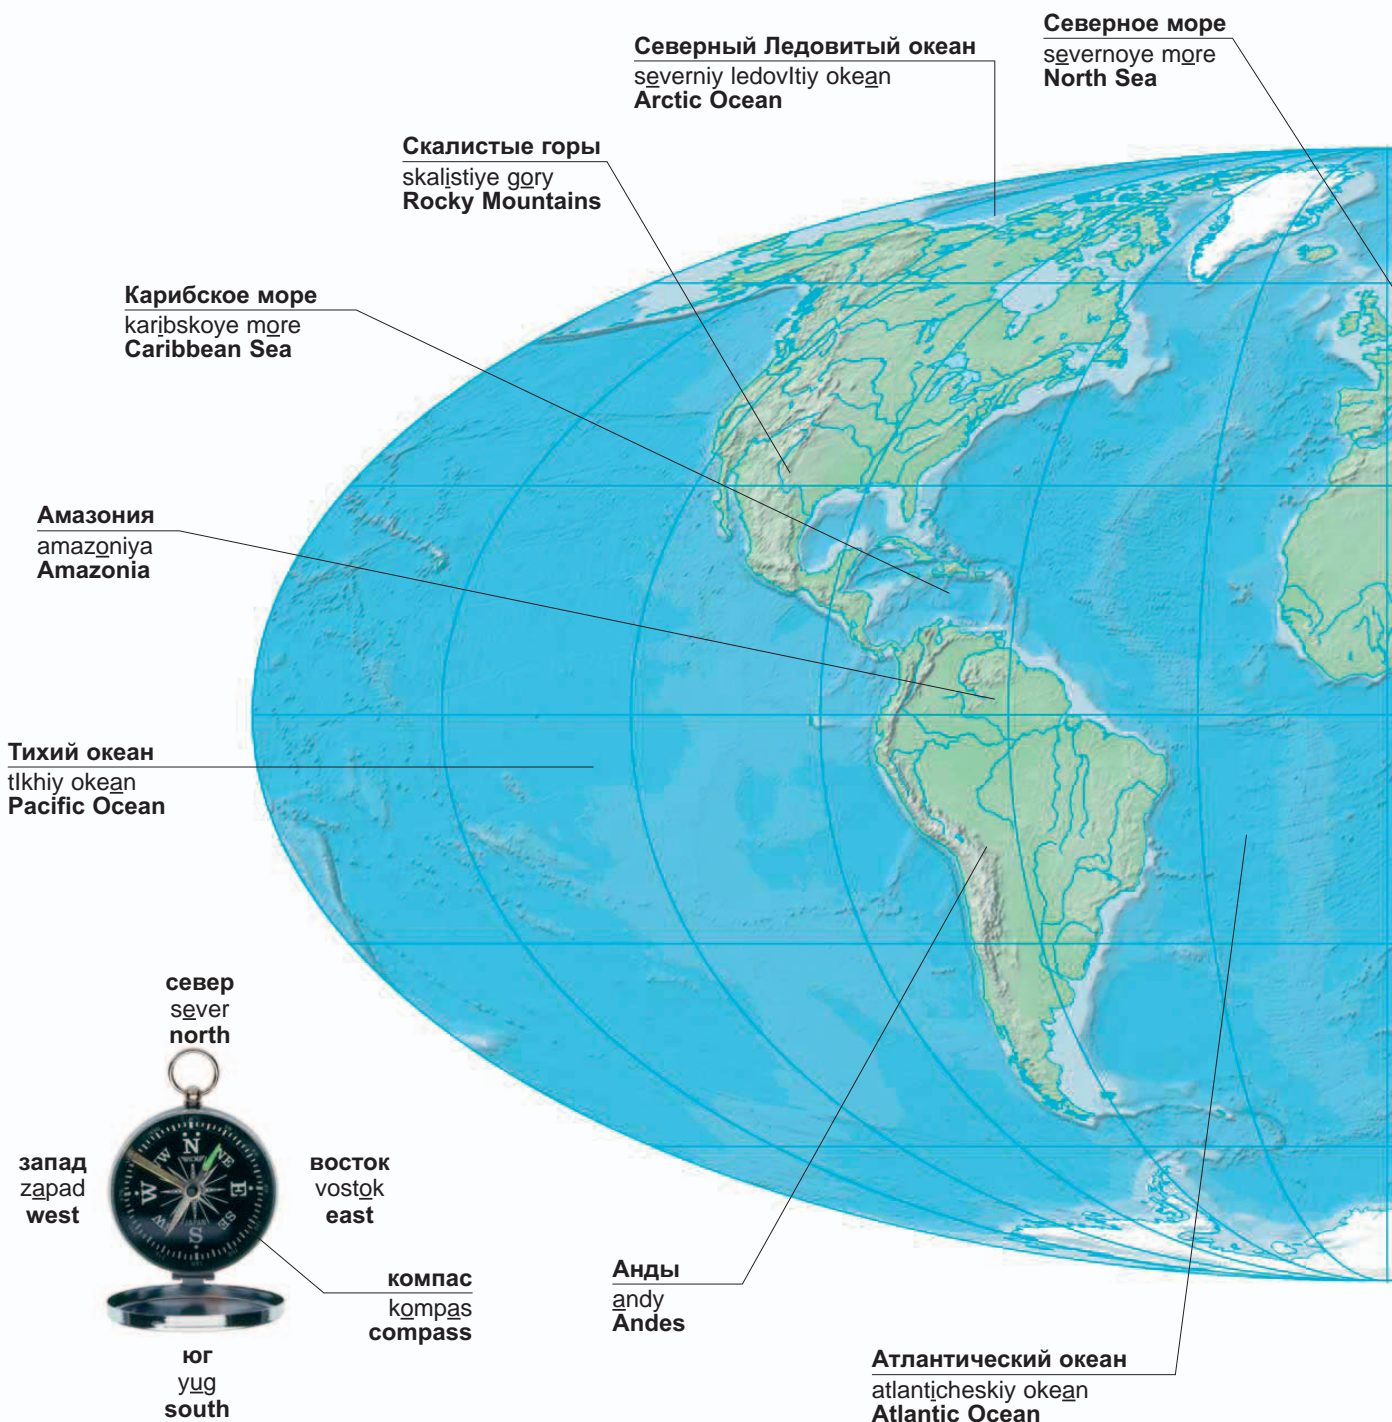 Северное море
severnoye more
North Sea
Северный Ледовитый океан
severniy ledovItiy okean
Arctic Ocean
Скалистые горы
skalistiye gory
Rocky Mountains
Карибское море
karibskoye more
Caribbean Sea
Амазония
amazoniya
Amazonia
Тихий океан
tIkhiy okean
Pacific Ocean
север
sever
north
запад
zapad
west
N
NE
E
SE
S
W
восток
vostok
east
компас
kompas
compass
юг
yug
south
Анды
andy
Andes
Атлантический океан
atlanticheskiy okean
Atlantic Ocean